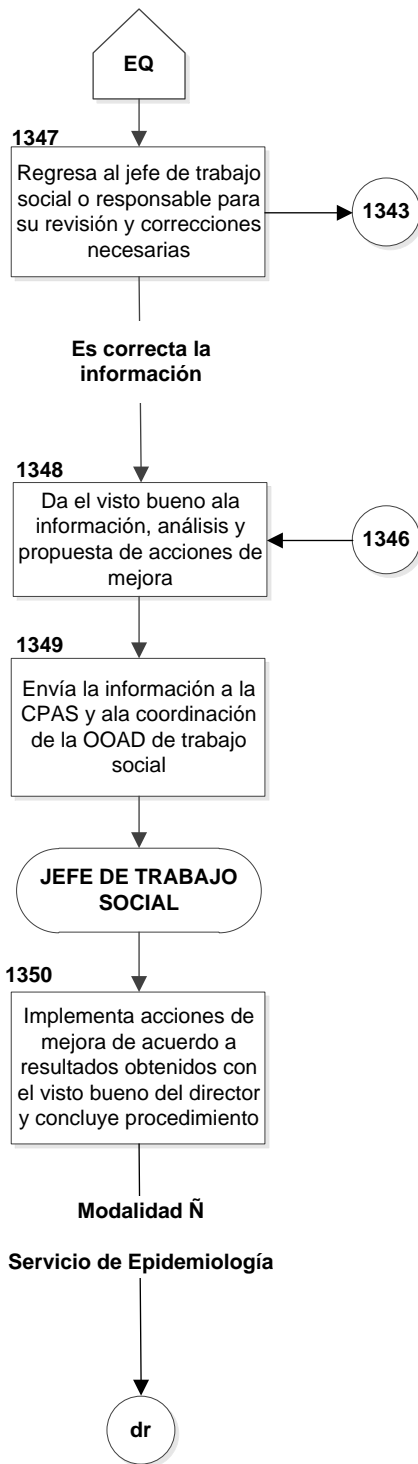 EQ
1347
Regresa al jefe de trabajo
social o responsable para
su revisión y correcciones
necesarias
1343
Es correcta la
información
1348
Da el visto bueno ala
información, análisis y
propuesta de acciones de
mejora
1346
1349
Envía la información a la
CPAS y ala coordinación
de la OOAD de trabajo
social
JEFE DE TRABAJO
SOCIAL
1350
Implementa acciones de
mejora de acuerdo a
resultados obtenidos con
el visto bueno del director
y concluye procedimiento
Modalidad Ñ
Servicio de Epidemiología
dr